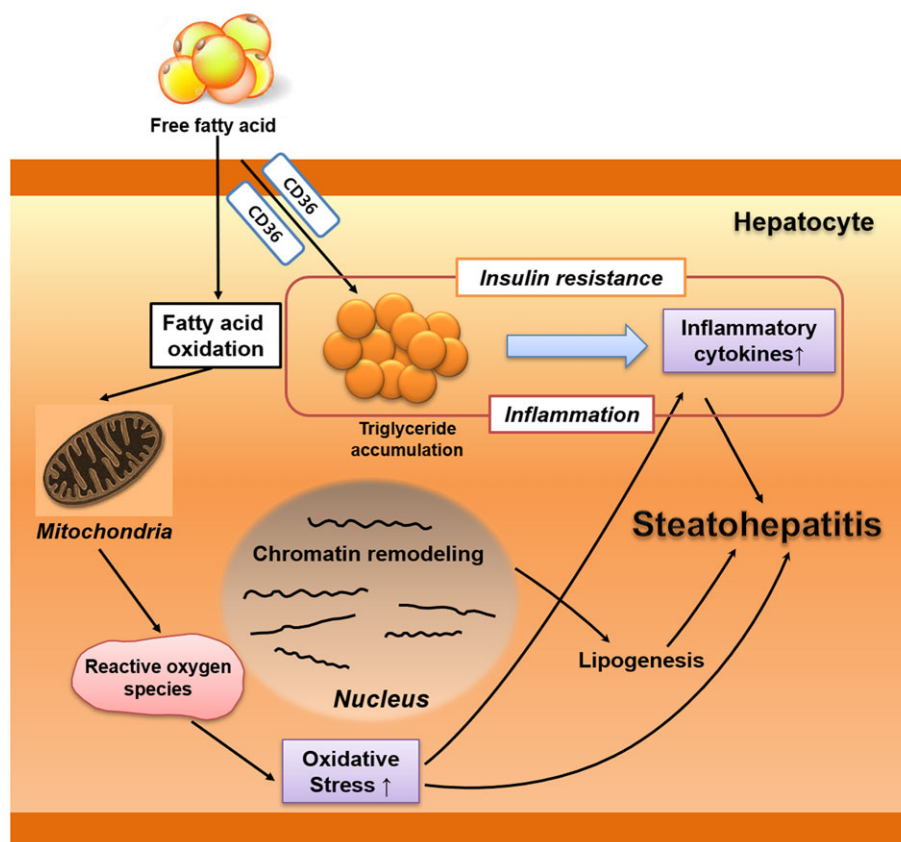 Free fatty acid
CD36
CD36
Hepatocyte
Insulin resistance
Fatty acid
oxidation
Inflammatory
cytokines↑
Inflammation
Triglyceride
accumulation
Mitochondria
Steatohepatitis
Chromatin remodeling
Reactive oxygen
species
Lipogenesis
Nucleus
Oxidative
Stress ↑